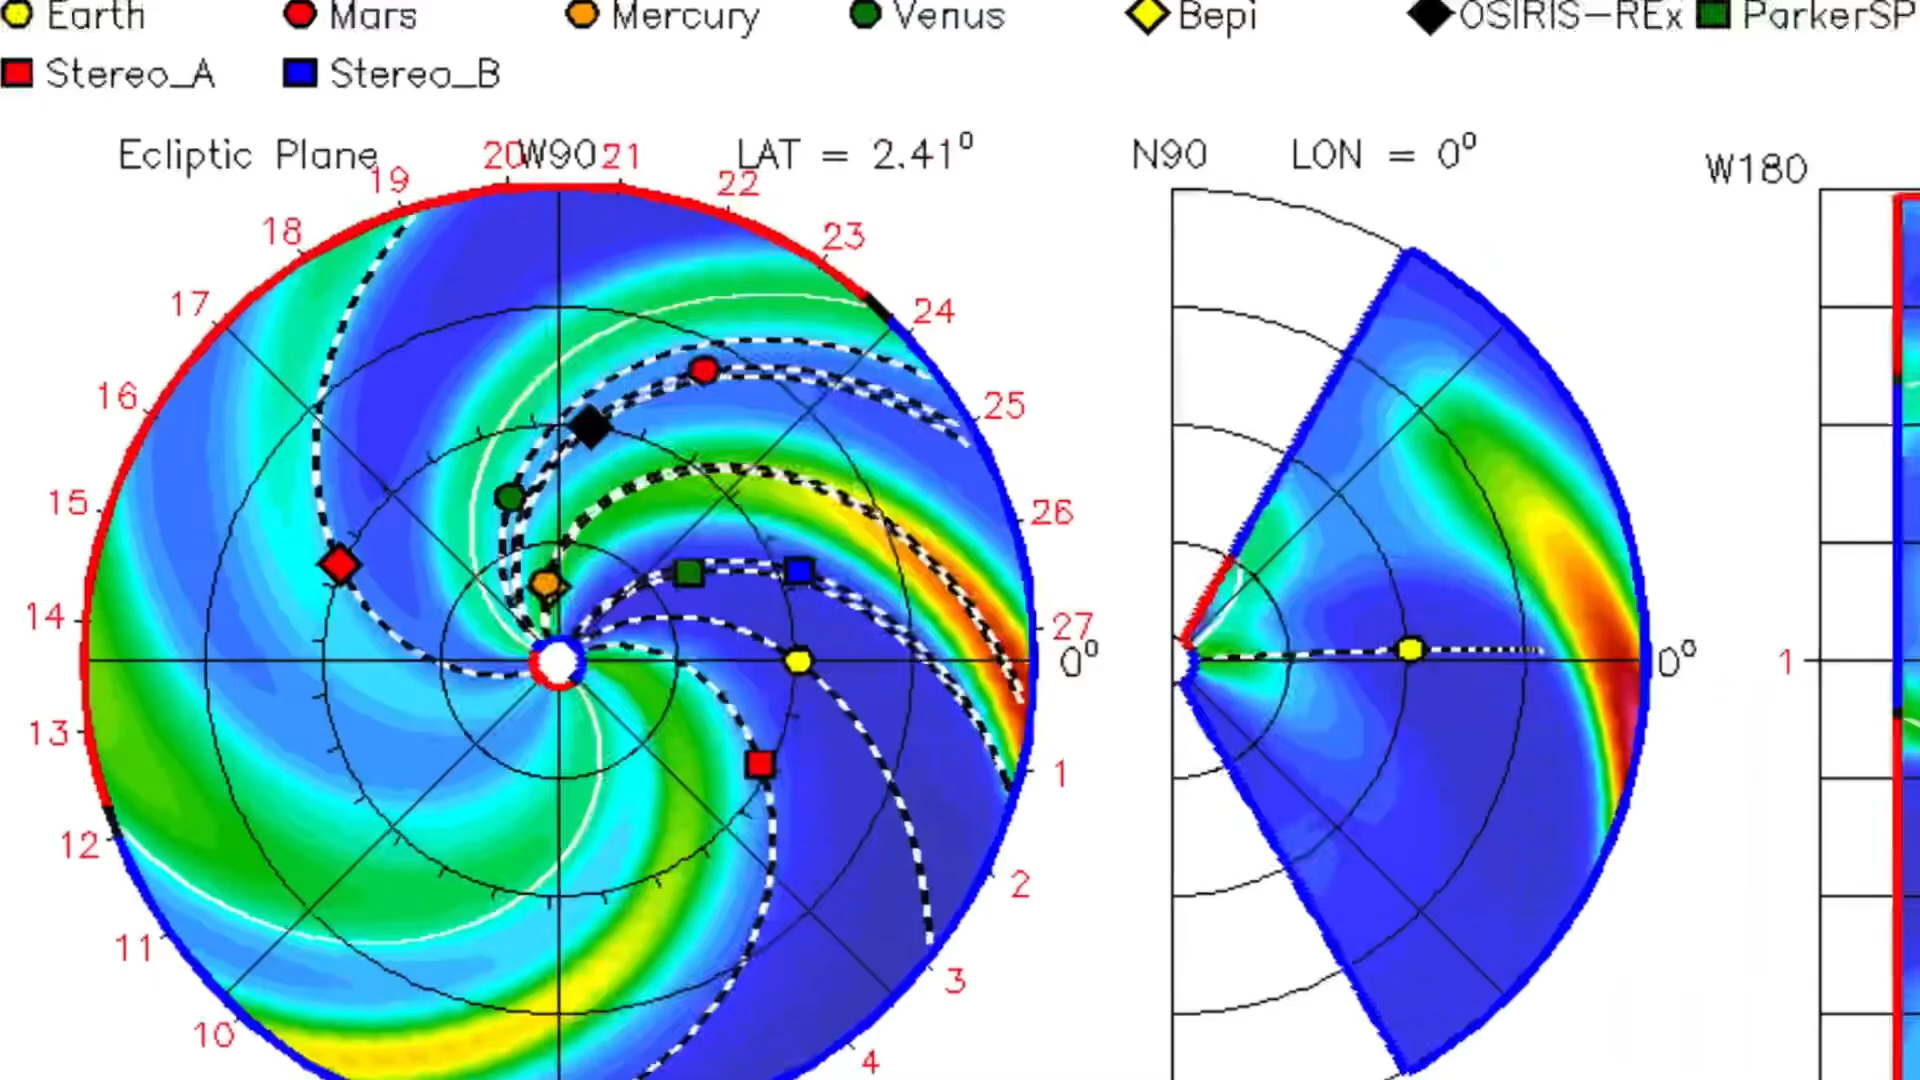 Earth Mars Mercury Venus Bepi OSIRIS-REx ParkerSP
Stereo_A Stereo_B
Ecliptic Plane W90 LAT = 2.41° N90 LON = 0° W180
20 21
19 22
18 23
17 24
16 25
15 26
14 27
0° 0° 1
13 1
12 2
11 3
10 4